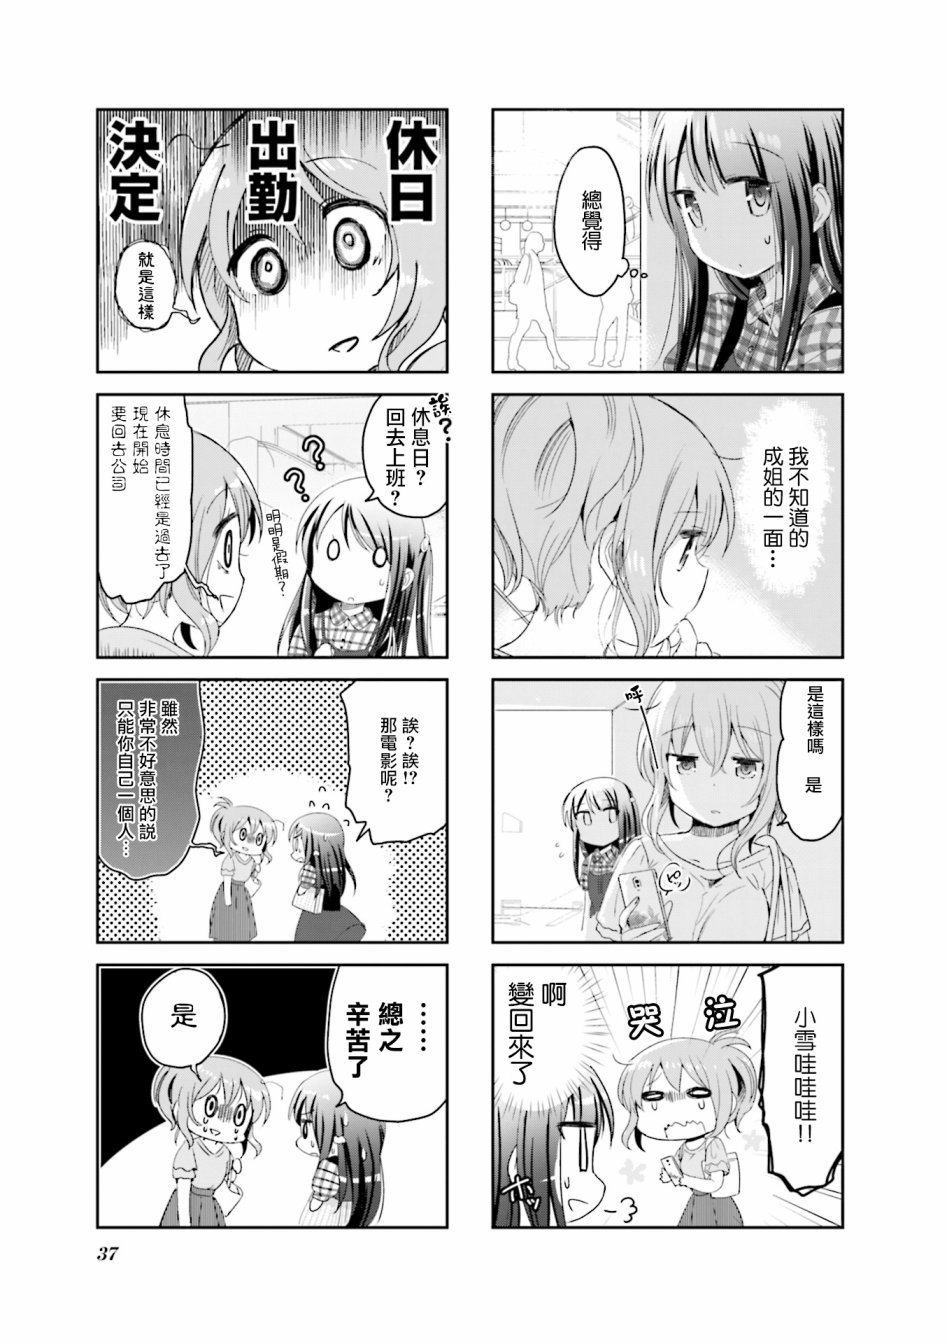 總覺得
我不知道的
成姐的一面…
是這樣嗎　是
呼
ピッ
小雪哇哇哇!!
哭泣
啊
變回來了
ホッ
休日
出勤
決定
就是這樣
誒?
休息日?
回去上班?
明明是假期?
休息時間已經是過去了
現在開始
要回去公司
誒?誒!?
那電影呢?
雖然
非常不好意思的說
只能你自己一個人…
……
總之
辛苦了
是
37